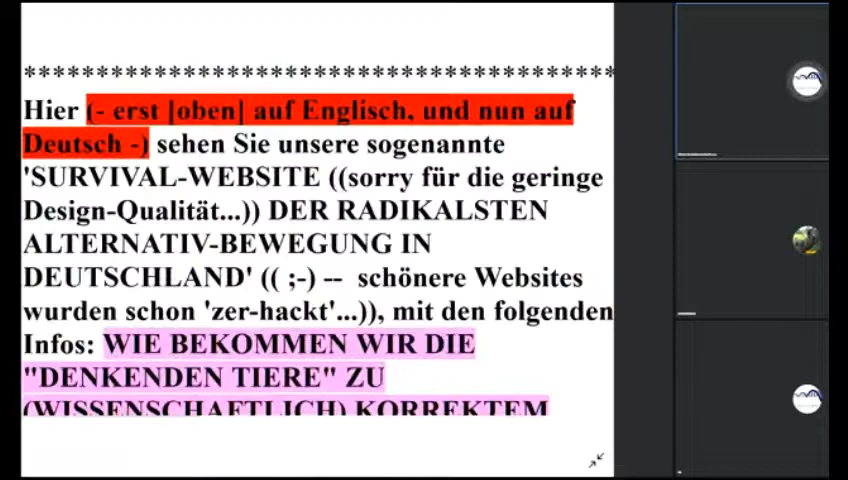 *****************************************
Hier (- erst [oben] auf Englisch, und nun auf
Deutsch -) sehen Sie unsere sogenannte
'SURVIVAL-WEBSITE ((sorry für die geringe
Design-Qualität...)) DER RADIKALSTEN
ALTERNATIV-BEWEGUNG IN
DEUTSCHLAND' (( ;-) -- schönere Websites
wurden schon 'zer-hackt'...)), mit den folgenden
Infos: WIE BEKOMMEN WIR DIE
"DENKENDEN TIERE" ZU
(WISSENSCHAFTLICH) KORREKTEM